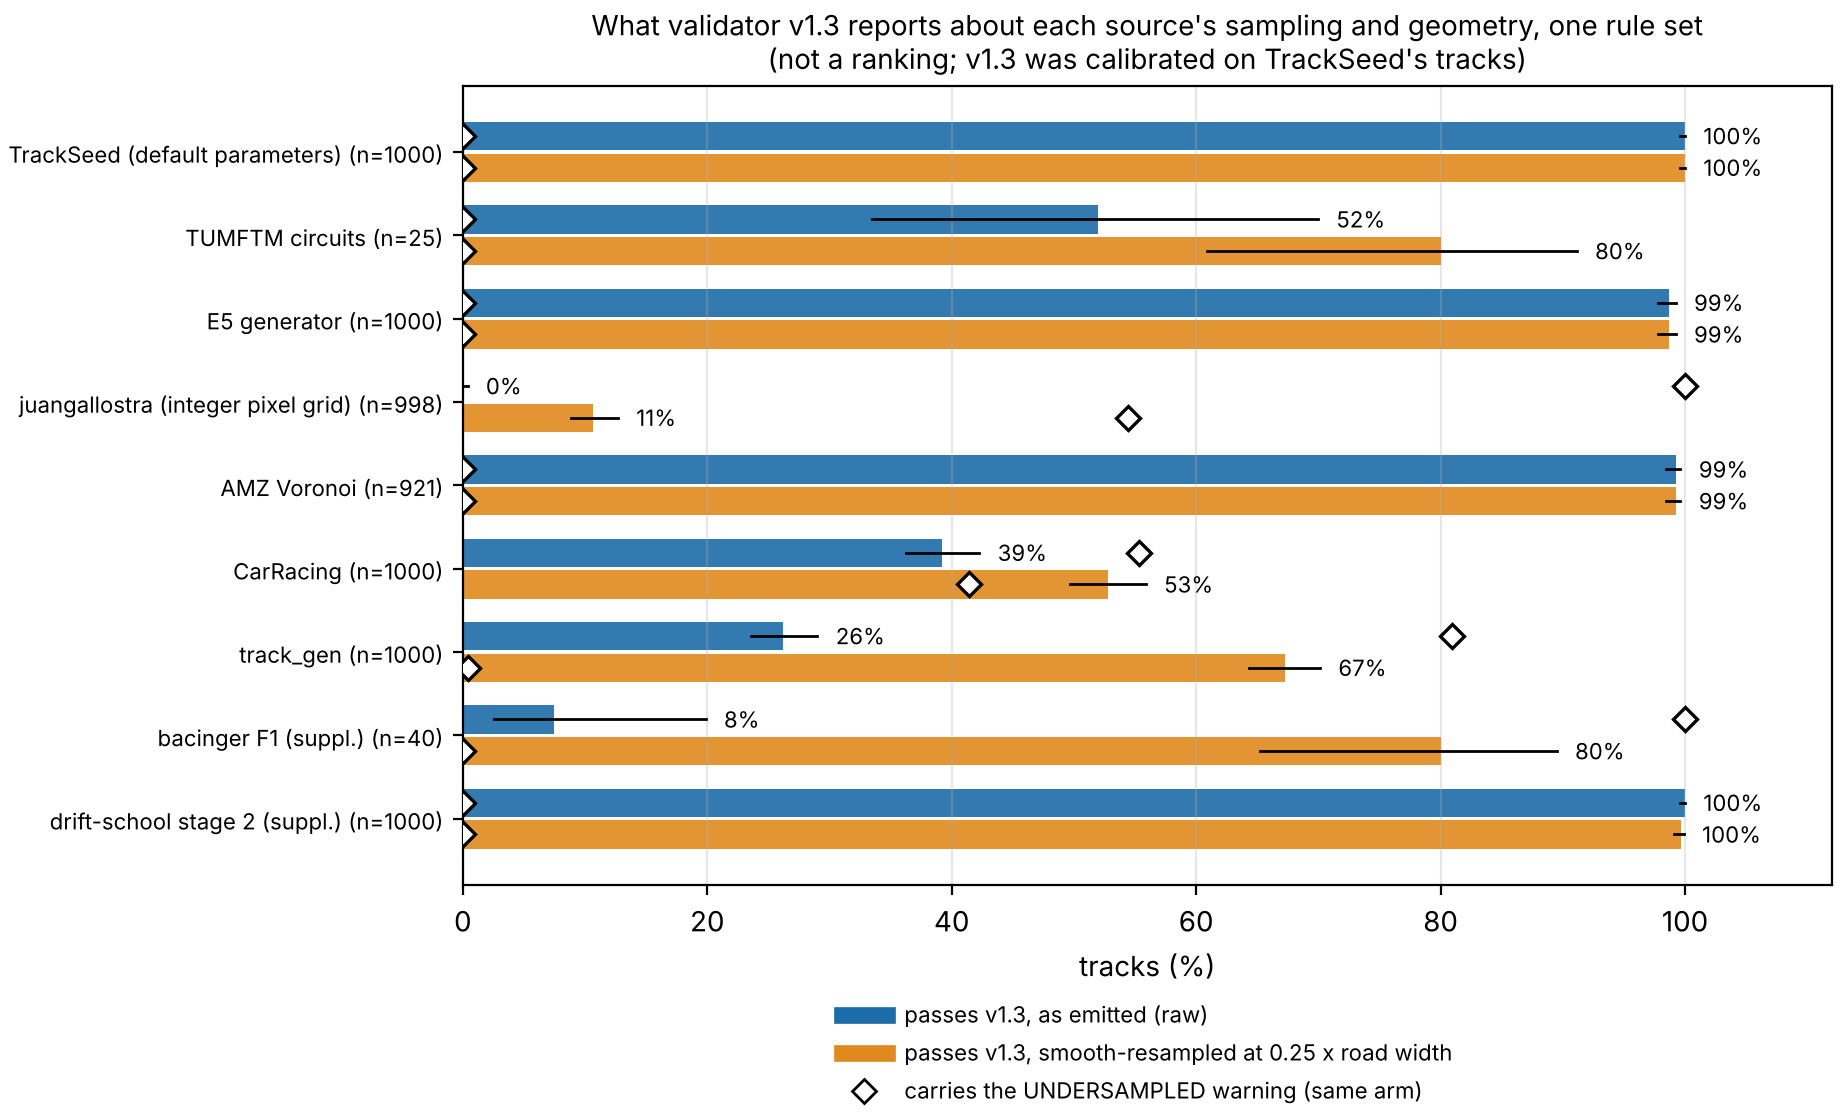 What validator v1.3 reports about each source's sampling and geometry, one rule set
(not a ranking; v1.3 was calibrated on TrackSeed's tracks)
TrackSeed (default parameters) (n=1000)
100%
100%
TUMFTM circuits (n=25)
52%
80%
E5 generator (n=1000)
99%
99%
juangallostra (integer pixel grid) (n=998)
0%
11%
AMZ Voronoi (n=921)
99%
99%
CarRacing (n=1000)
39%
53%
track_gen (n=1000)
26%
67%
bacinger F1 (suppl.) (n=40)
8%
80%
drift-school stage 2 (suppl.) (n=1000)
100%
100%
0 20 40 60 80 100
tracks (%)
passes v1.3, as emitted (raw)
passes v1.3, smooth-resampled at 0.25 x road width
carries the UNDERSAMPLED warning (same arm)